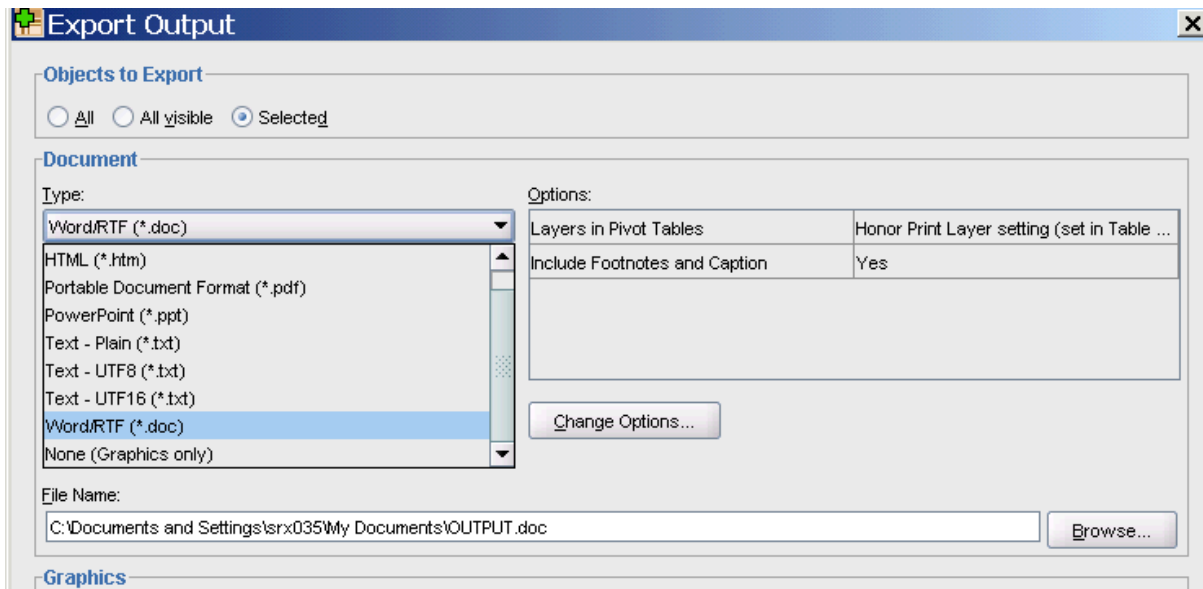 Export Output
Objects to Export
All All visible Selected
Document
Type:
Word/RTF (*.doc)
HTML (*.htm)
Portable Document Format (*.pdf)
PowerPoint (*.ppt)
Text - Plain (*.txt)
Text - UTF8 (*.txt)
Text - UTF16 (*.txt)
Word/RTF (*.doc)
None (Graphics only)
Options:
Layers in Pivot Tables Honor Print Layer setting (set in Table ...
Include Footnotes and Caption Yes
Change Options...
File Name:
C:\Documents and Settings\srx035\My Documents\OUTPUT.doc
Browse...
Graphics